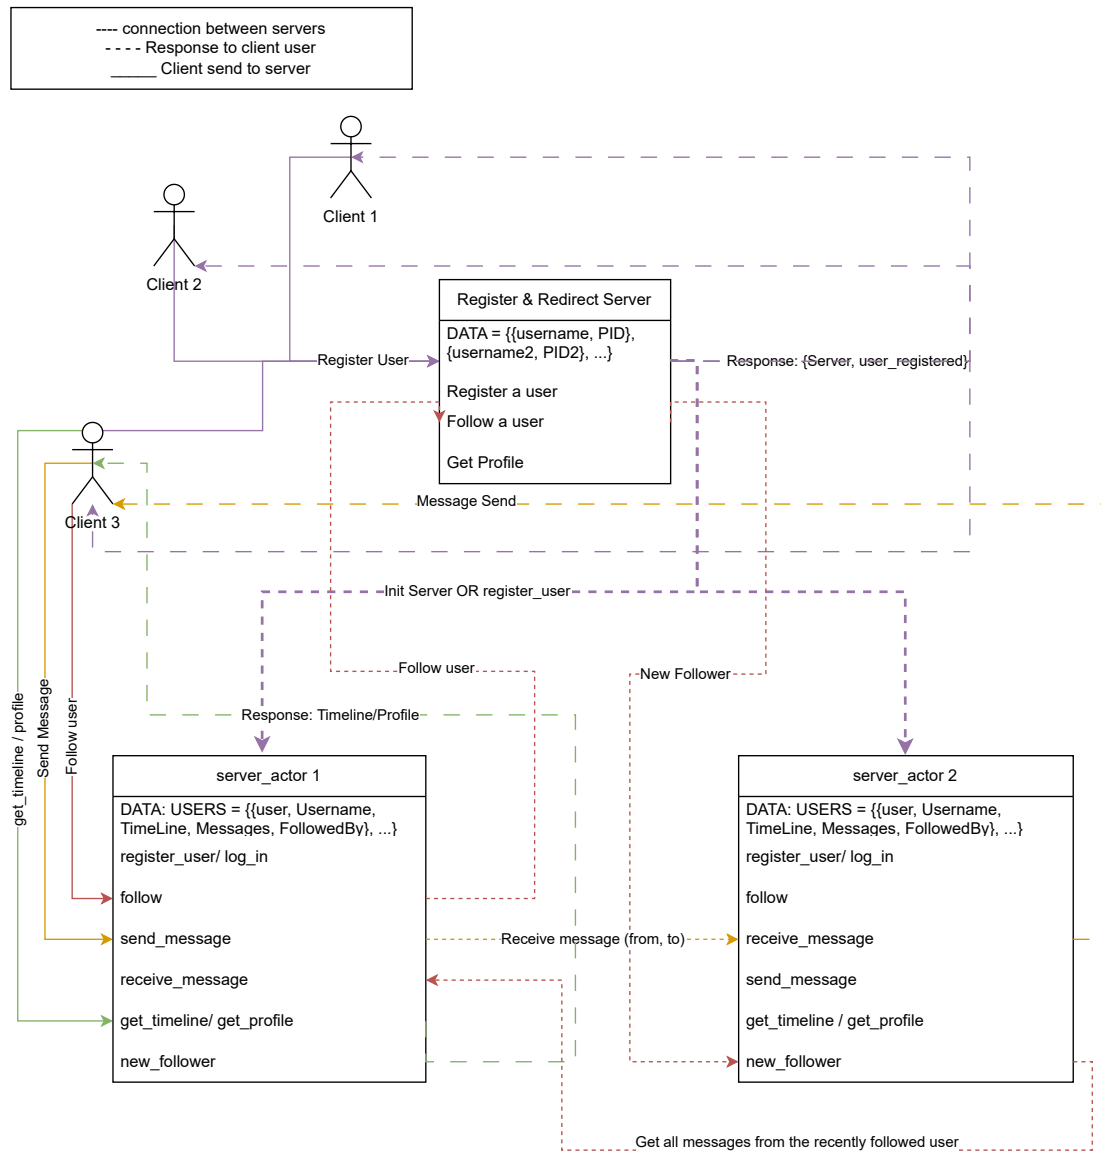 ---- connection between servers
- - - - Response to client user
_____ Client send to server
Client 1
Client 2
Register & Redirect Server
DATA = {{username, PID},
{username2, PID2}, ...}
Register a user
Follow a user
Get Profile
Register User
Response: {Server, user_registered}
Client 3
Message Send
Init Server OR register_user
Follow user
New Follower
get_timeline / profile
Send Message
Follow user
Response: Timeline/Profile
server_actor 1
DATA: USERS = {{user, Username,
TimeLine, Messages, FollowedBy}, ...}
register_user/ log_in
follow
send_message
receive_message
get_timeline/ get_profile
new_follower
Receive message (from, to)
server_actor 2
DATA: USERS = {{user, Username,
TimeLine, Messages, FollowedBy}, ...}
register_user/ log_in
follow
receive_message
send_message
get_timeline / get_profile
new_follower
Get all messages from the recently followed user